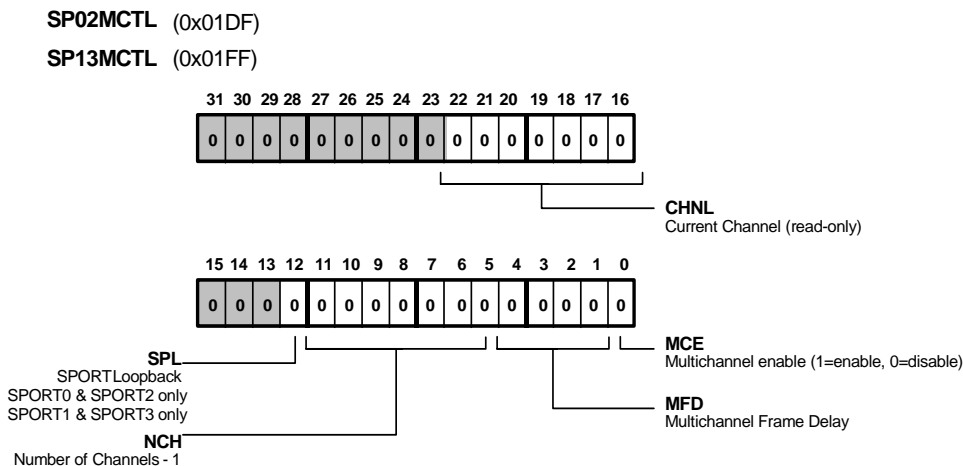 SP02MCTL (0x01DF)
SP13MCTL (0x01FF)
31 30 29 28 27 26 25 24 23 22 21 20 19 18 17 16
0 0 0 0 0 0 0 0 0 0 0 0 0 0 0 0
CHNL
Current Channel (read-only)
15 14 13 12 11 10 9 8 7 6 5 4 3 2 1 0
0 0 0 0 0 0 0 0 0 0 0 0 0 0 0 0
SPL
SPORTLoopback
SPORT0 & SPORT2 only
SPORT1 & SPORT3 only
NCH
Number of Channels - 1
MCE
Multichannel enable (1=enable, 0=disable)
MFD
Multichannel Frame Delay